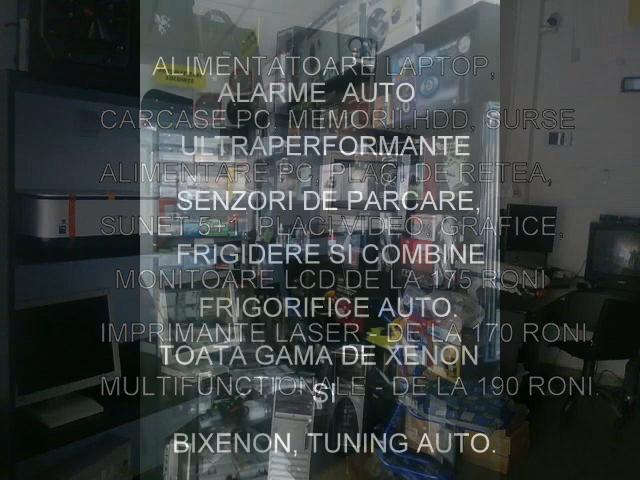 ALIMENTATOARE LAPTOP,
ALARME AUTO
CARCASE PC, MEMORII,HDD, SURSE
ULTRAPERFORMANTE
ALIMENTARE PC, PLACI DE RETEA,
SENZORI DE PARCARE,
SUNET 5.1, PLACI VIDEO, GRAFICE,
FRIGIDERE SI COMBINE
MONITOARE LCD DE LA 175 RONI
FRIGORIFICE AUTO,
IMPRIMANTE LASER - DE LA 170 RONI,
TOATA GAMA DE XENON
MULTIFUNCTIONALE - DE LA 190 RONI.
SI
BIXENON, TUNING AUTO.